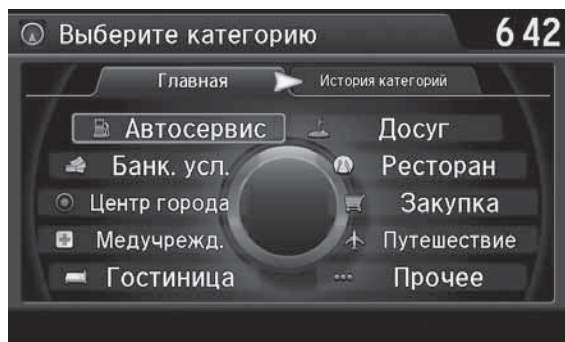 Выберите категорию 6 42
Главная История категорий
Автосервис Досуг
Банк. усл. Ресторан
Центр города Закупка
Медучрежд. Путешествие
Гостиница Прочее